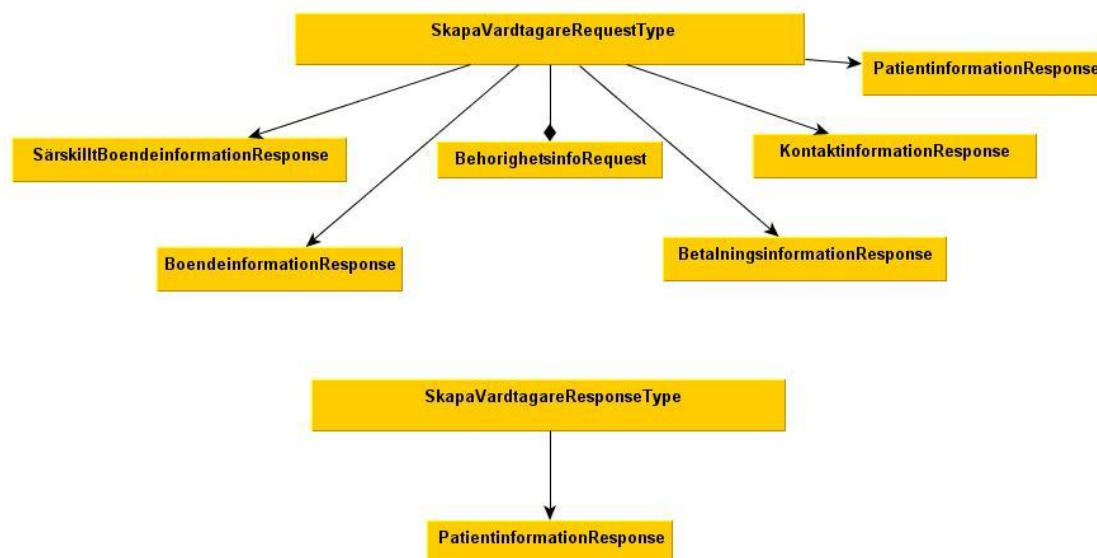 SkapaVardtagareRequestType
PatientinformationResponse
SärskilltBoendeinformationResponse
BehorighetsinfoRequest
KontaktinformationResponse
BoendeinformationResponse
BetalningsinformationResponse
SkapaVardtagareResponseType
PatientinformationResponse